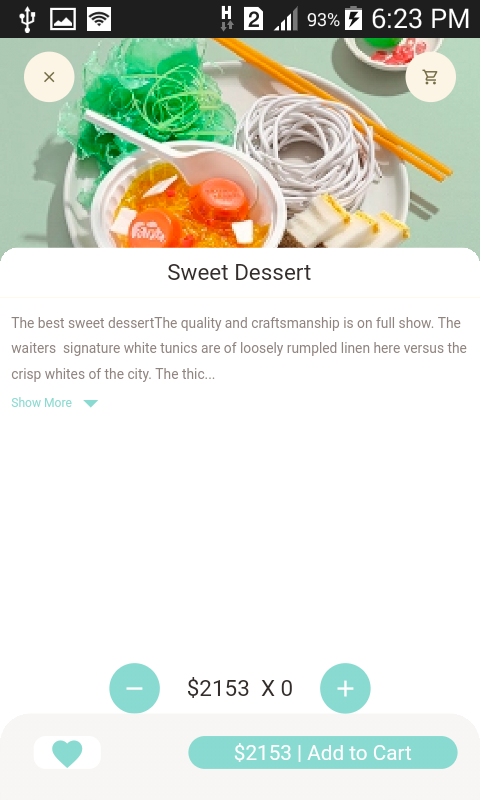 H
2
93%
6:23 PM
Sweet Dessert
The best sweet dessertThe quality and craftsmanship is on full show. The
waiters  signature white tunics are of loosely rumpled linen here versus the
crisp whites of the city. The thic...
Show More
$2153  X 0
$2153 | Add to Cart